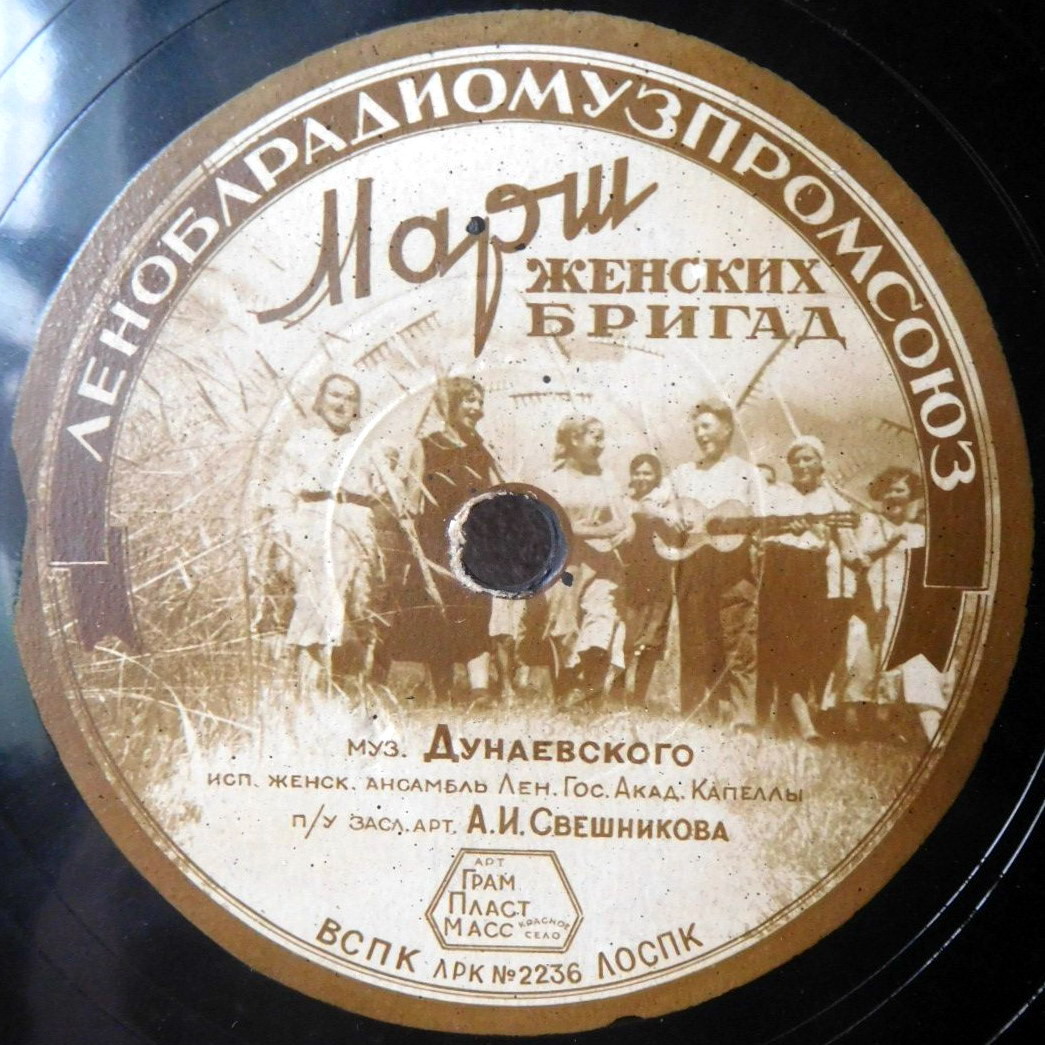 ЛЕНОБЛРАДИОМУЗПРОМСОЮЗ
Марш
ЖЕНСКИХ
БРИГАД
МУЗ. ДУНАЕВСКОГО
ИСП. ЖЕНСК. АНСАМБЛЬ ЛЕН. ГОС. АКАД. КАПЕЛЛЫ
П/У ЗАСЛ. АРТ. А.И. СВЕШНИКОВА
АРТ
ГРАМ
ПЛАСТ
МАСС
КРАСНОЕ
СЕЛО
ВСПК ЛРК №2236 ЛОСПК